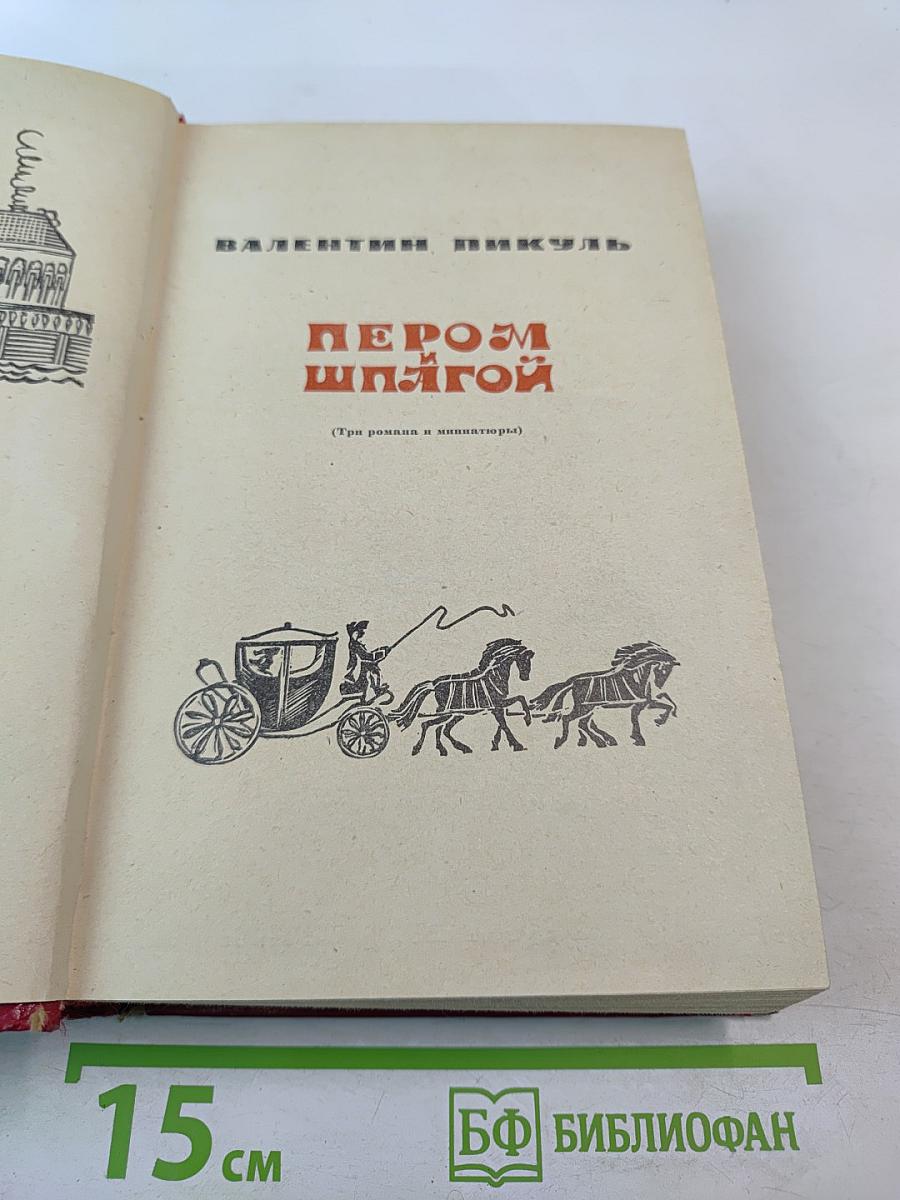 ВАЛЕНТИН ПИКУЛЬ
ПЕРОМ
И
ШПАГОЙ
(Три романа и миниатюры)
15 СМ
БФ БИБЛИОФАН